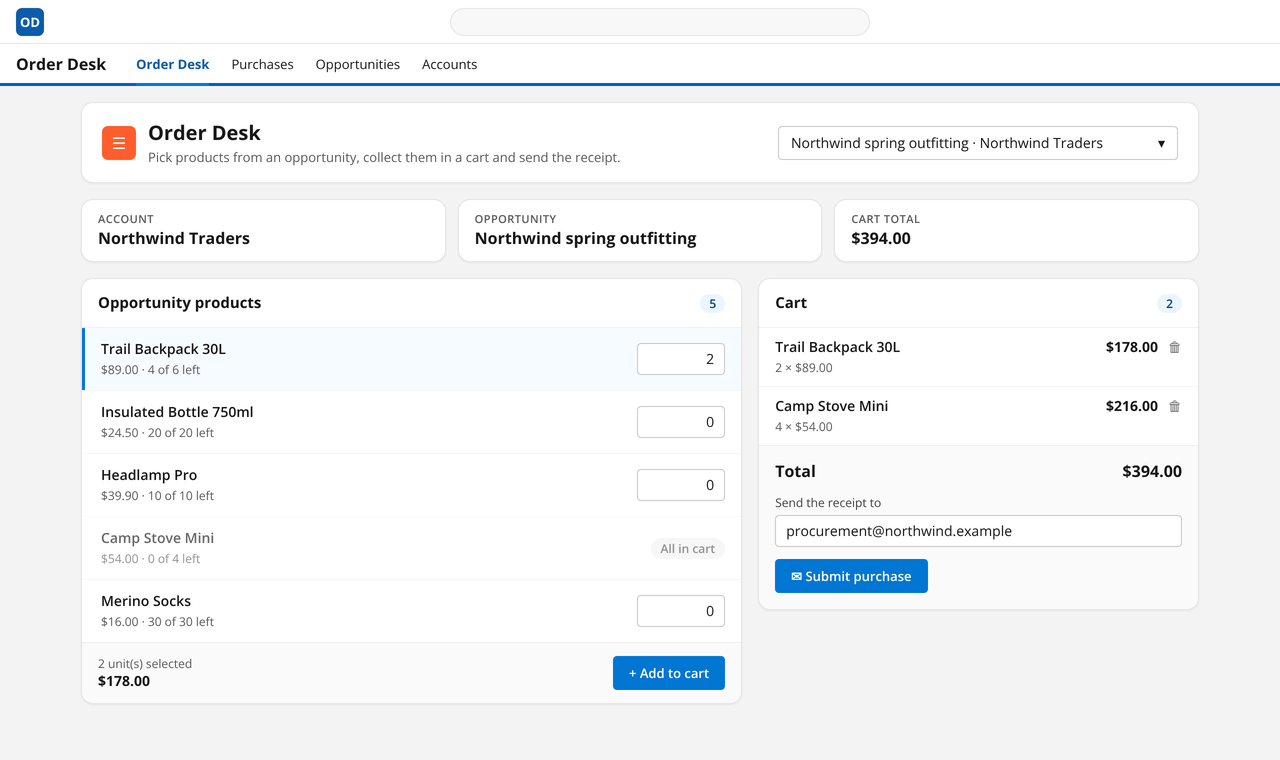 OD
Order Desk
Order Desk
Purchases
Opportunities
Accounts
Order Desk
Pick products from an opportunity, collect them in a cart and send the receipt.
Northwind spring outfitting · Northwind Traders
ACCOUNT
Northwind Traders
OPPORTUNITY
Northwind spring outfitting
CART TOTAL
$394.00
Opportunity products
5
Trail Backpack 30L
$89.00 · 4 of 6 left
2
Insulated Bottle 750ml
$24.50 · 20 of 20 left
0
Headlamp Pro
$39.90 · 10 of 10 left
0
Camp Stove Mini
$54.00 · 0 of 4 left
All in cart
Merino Socks
$16.00 · 30 of 30 left
0
2 unit(s) selected
$178.00
+ Add to cart
Cart
2
Trail Backpack 30L
$178.00
2 × $89.00
Camp Stove Mini
$216.00
4 × $54.00
Total
$394.00
Send the receipt to
procurement@northwind.example
✉ Submit purchase